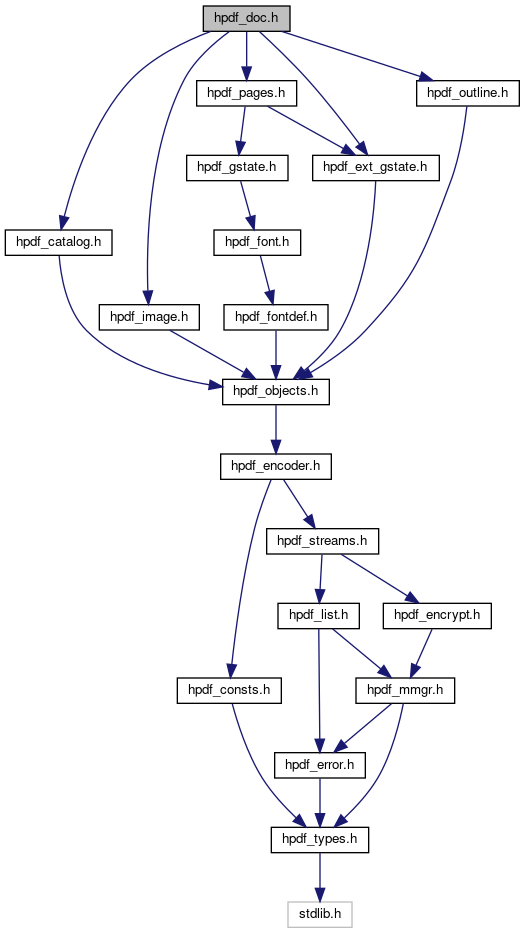 hpdf_doc.h
hpdf_pages.h
hpdf_outline.h
hpdf_gstate.h
hpdf_ext_gstate.h
hpdf_catalog.h
hpdf_font.h
hpdf_image.h
hpdf_fontdef.h
hpdf_objects.h
hpdf_encoder.h
hpdf_streams.h
hpdf_list.h
hpdf_encrypt.h
hpdf_consts.h
hpdf_mmgr.h
hpdf_error.h
hpdf_types.h
stdlib.h